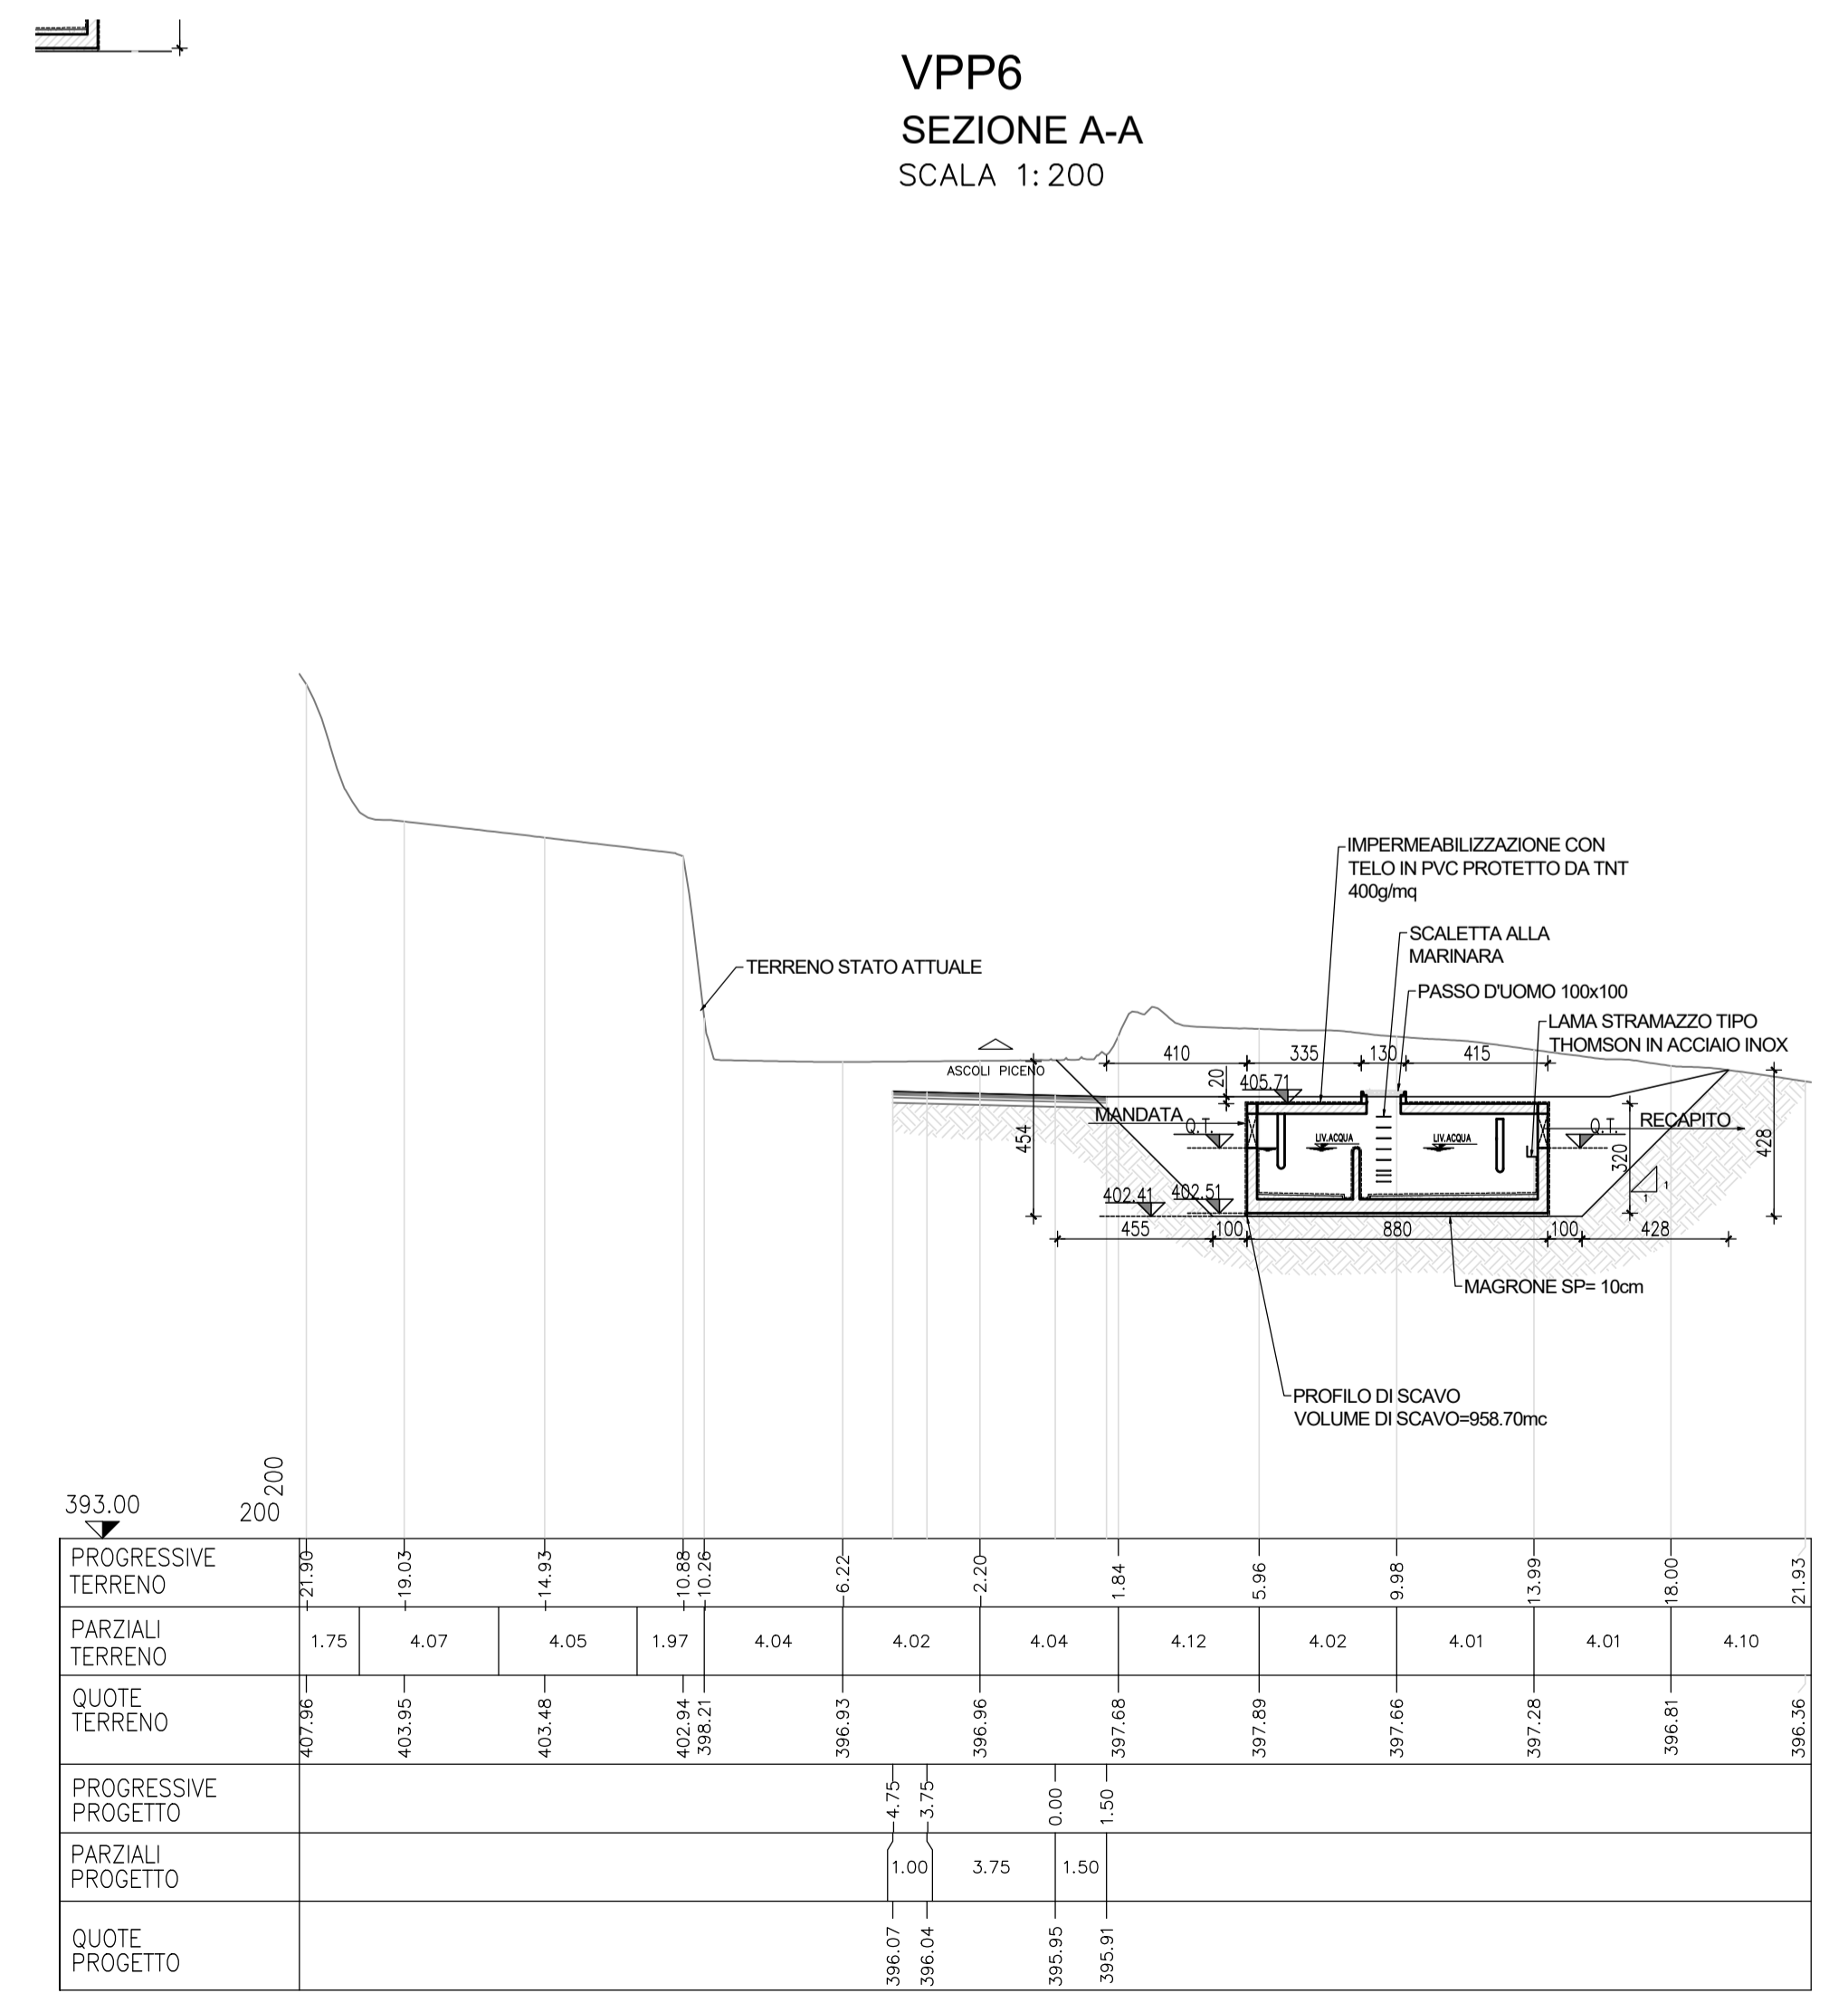 VPP6
SEZIONE A-A
SCALA 1:200
IMPERMEABILIZZAZIONE CON
TELO IN PVC PROTETTO DA TNT
400g/mq
SCALETTA ALLA
MARINARA
TERRENO STATO ATTUALE
PASSO D'UOMO 100x100
LAMA STRAMAZZO TIPO
THOMSON IN ACCIAIO INOX
410 335 130 415
ASCOLI PICENO
20
405.71
MANDATA
RECAPITO
Q.T.
Q.T.
LIV.ACQUA
LIV.ACQUA
454
320
428
402.41
402.51
1
1
455 100 880 100 428
MAGRONE SP= 10cm
PROFILO DI SCAVO
VOLUME DI SCAVO=958.70mc
200
393.00
200
PROGRESSIVE
TERRENO
-21.90 -19.03 -14.93 -10.88 -10.26 -6.22 -2.20 1.84 5.96 9.98 13.99 18.00 21.93
PARZIALI
TERRENO
1.75 4.07 4.05 1.97 4.04 4.02 4.04 4.12 4.02 4.01 4.01 4.10
QUOTE
TERRENO
407.96 403.95 403.48 402.94 398.21 396.93 396.96 397.68 397.89 397.66 397.28 396.81 396.36
PROGRESSIVE
PROGETTO
-4.75 -3.75 0.00 1.50
PARZIALI
PROGETTO
1.00 3.75 1.50
QUOTE
PROGETTO
396.07 396.04 395.95 395.91